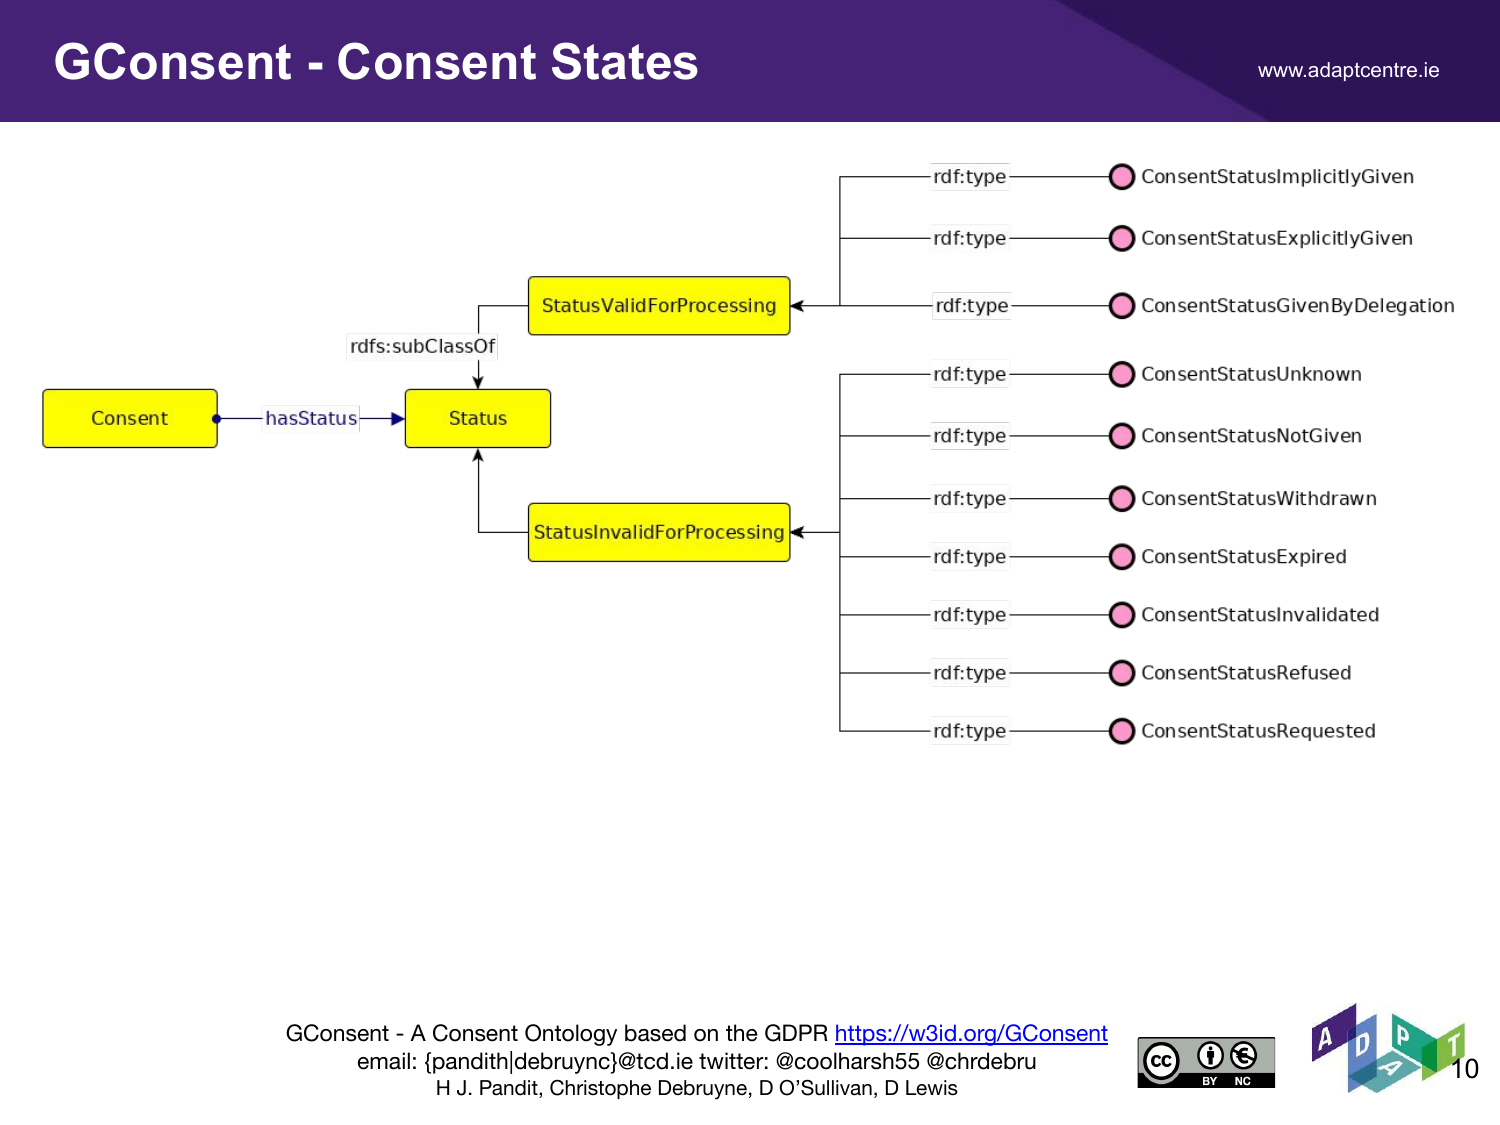 GConsent - Consent States
www.adaptcentre.ie
rdf:type ConsentStatusImplicitlyGiven
rdf:type ConsentStatusExplicitlyGiven
StatusValidForProcessing rdf:type ConsentStatusGivenByDelegation
rdfs:subClassOf
rdf:type ConsentStatusUnknown
Consent hasStatus Status
rdf:type ConsentStatusNotGiven
rdf:type ConsentStatusWithdrawn
StatusInvalidForProcessing
rdf:type ConsentStatusExpired
rdf:type ConsentStatusInvalidated
rdf:type ConsentStatusRefused
rdf:type ConsentStatusRequested
GConsent - A Consent Ontology based on the GDPR https://w3id.org/GConsent
email: {pandith|debruync}@tcd.ie twitter: @coolharsh55 @chrdebru
H J. Pandit, Christophe Debruyne, D O’Sullivan, D Lewis
cc
BY NC
ADAPT
10